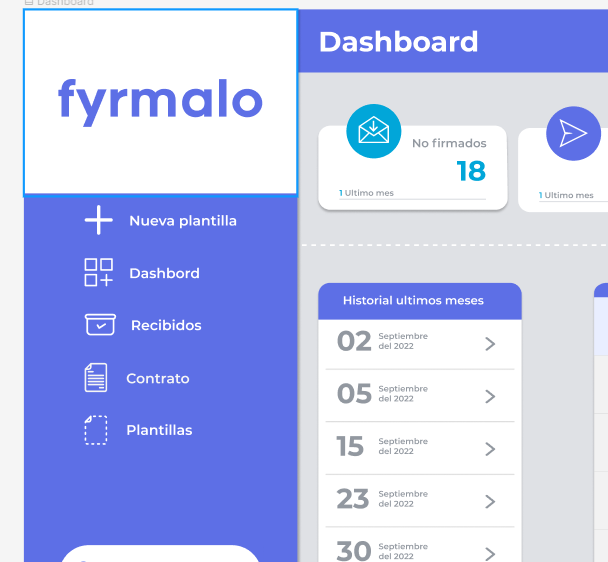 Dashboard
fyrmalo
Dashboard
No firmados
18
1 Ultimo mes
1 Ultimo mes
Nueva plantilla
Dashbord
Recibidos
Contrato
Plantillas
Historial ultimos meses
02 Septiembre
del 2022
05 Septiembre
del 2022
15 Septiembre
del 2022
23 Septiembre
del 2022
30 Septiembre
del 2022